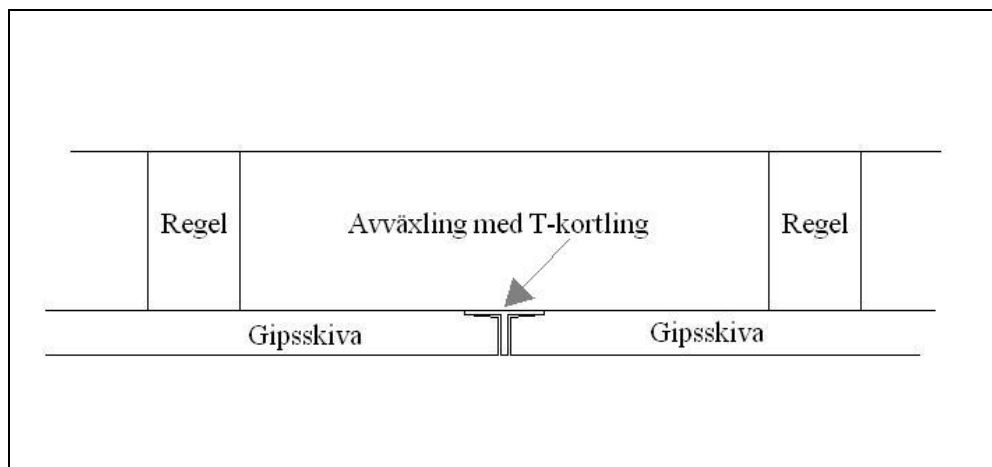 Regel
Avväxling med T-kortling
Regel
Gipsskiva
Gipsskiva